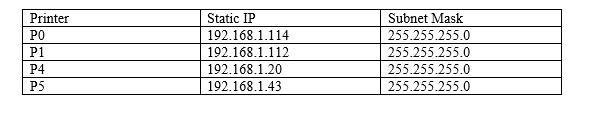 Printer Static IP Subnet Mask
P0 192.168.1.114 255.255.255.0
P1 192.168.1.112 255.255.255.0
P4 192.168.1.20 255.255.255.0
P5 192.168.1.43 255.255.255.0